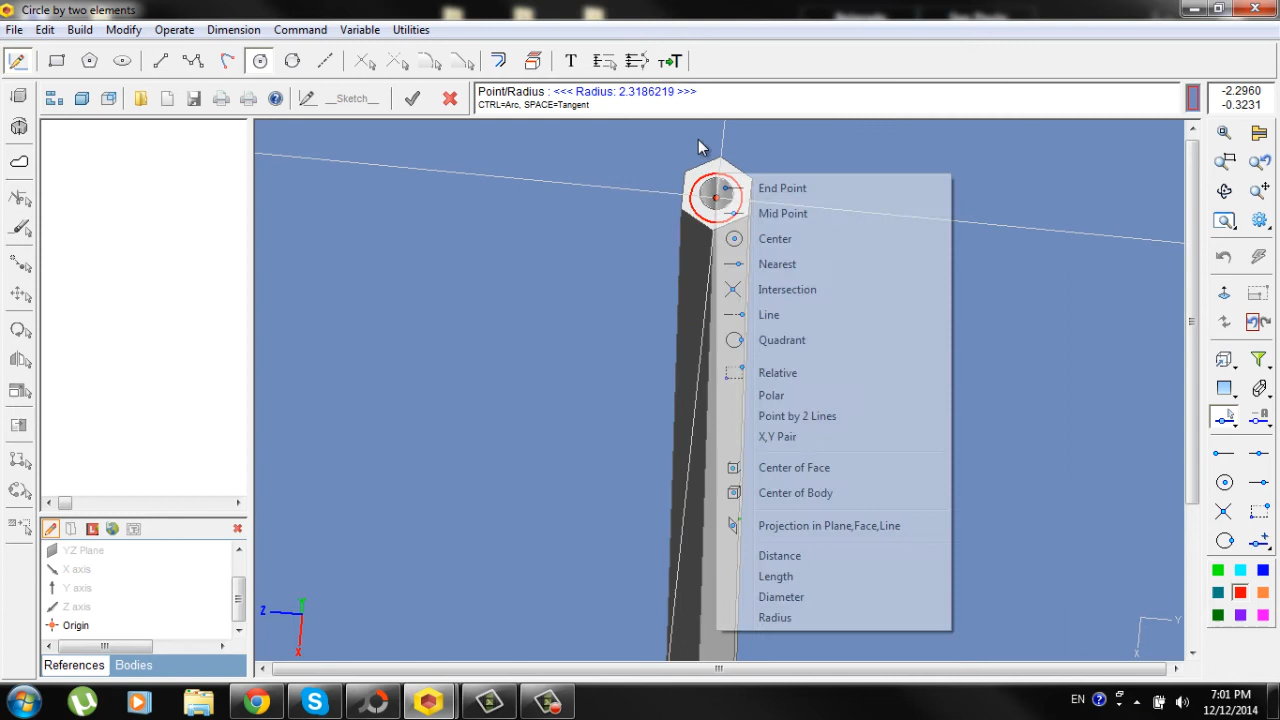 Circle by two elements
File Edit Build Modify Operate Dimension Command Variable Utilities
T T T
__Sketch__
Point/Radius : <<< Radius: 2.3186219 >>>
CTRL=Arc, SPACE=Tangent
-2.2960
-0.3231
End Point
Mid Point
Center
Nearest
Intersection
Line
Quadrant
Relative
Polar
Point by 2 Lines
X,Y Pair
Center of Face
Center of Body
Projection in Plane,Face,Line
Distance
Length
Diameter
Radius
YZ Plane
X axis
Y axis
Z axis
Origin
References Bodies
Z Y X
Y X
EN 7:01 PM
12/12/2014